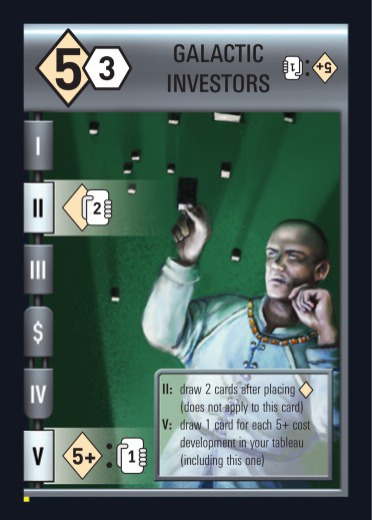 5 3 GALACTIC
INVESTORS 1 : 5+
I
II 2
III
$
IV
V 5+ : 1
II: draw 2 cards after placing
(does not apply to this card)
V: draw 1 card for each 5+ cost
development in your tableau
(including this one)